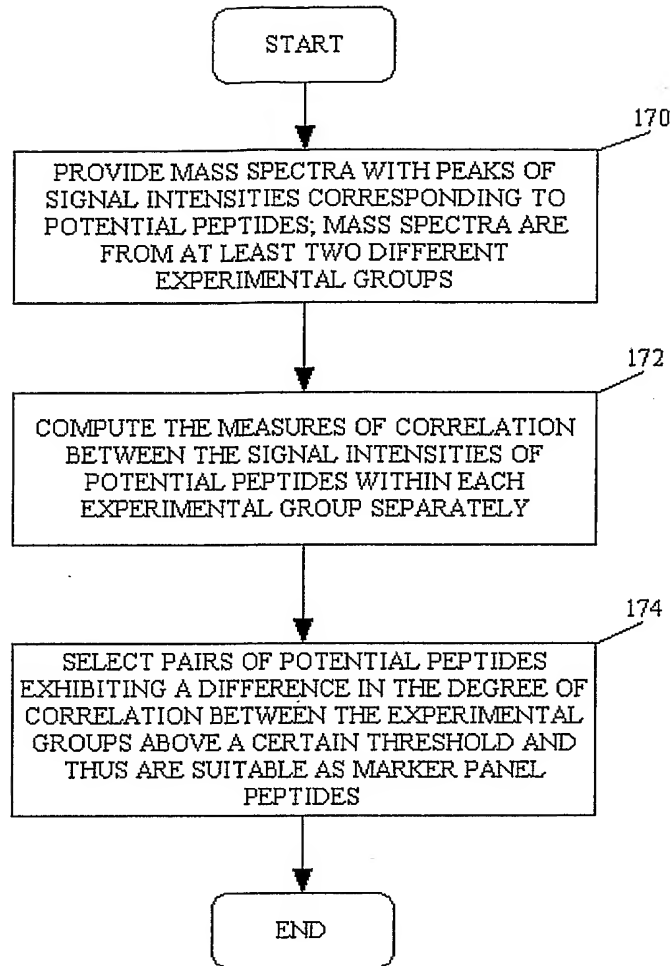 START
170
PROVIDE MASS SPECTRA WITH PEAKS OF
SIGNAL INTENSITIES CORRESPONDING TO
POTENTIAL PEPTIDES; MASS SPECTRA ARE
FROM AT LEAST TWO DIFFERENT
EXPERIMENTAL GROUPS
172
COMPUTE THE MEASURES OF CORRELATION
BETWEEN THE SIGNAL INTENSITIES OF
POTENTIAL PEPTIDES WITHIN EACH
EXPERIMENTAL GROUP SEPARATELY
174
SELECT PAIRS OF POTENTIAL PEPTIDES
EXHIBITING A DIFFERENCE IN THE DEGREE OF
CORRELATION BETWEEN THE EXPERIMENTAL
GROUPS ABOVE A CERTAIN THRESHOLD AND
THUS ARE SUITABLE AS MARKER PANEL
PEPTIDES
END